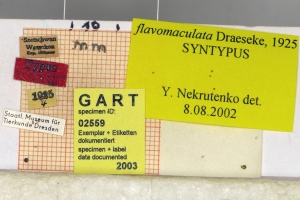 flavomaculata Draeseke, 1925
SYNTYPUS
Y. Nekrutenko det.
8.08.2002
GART
specimen ID:
02559
Exemplar + Etiketten
dokumentiert
specimen + label
data documented
2003
1925
Staatl. Museum für
Tierkunde Dresden